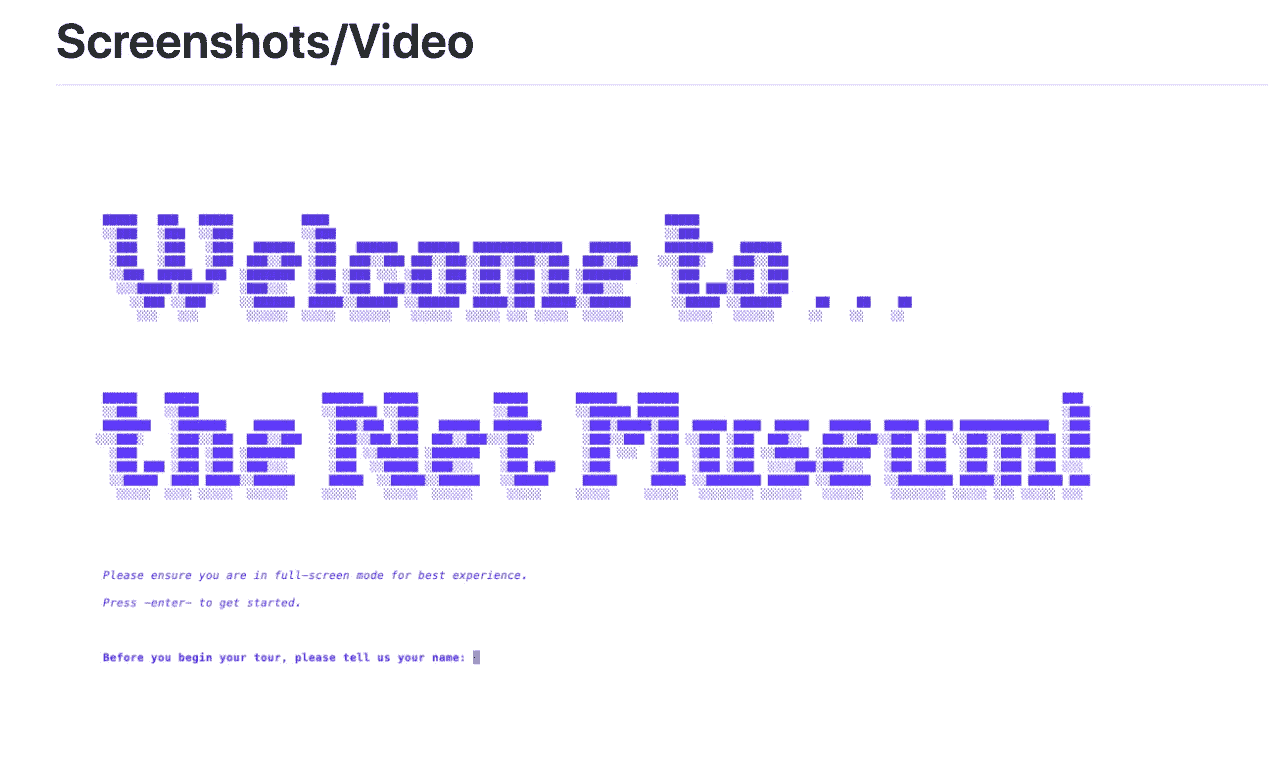 Screenshots/Video
Welcome to...
the Net Museum!
Please ensure you are in full-screen mode for best experience.
Press ~enter~ to get started.
Before you begin your tour, please tell us your name: